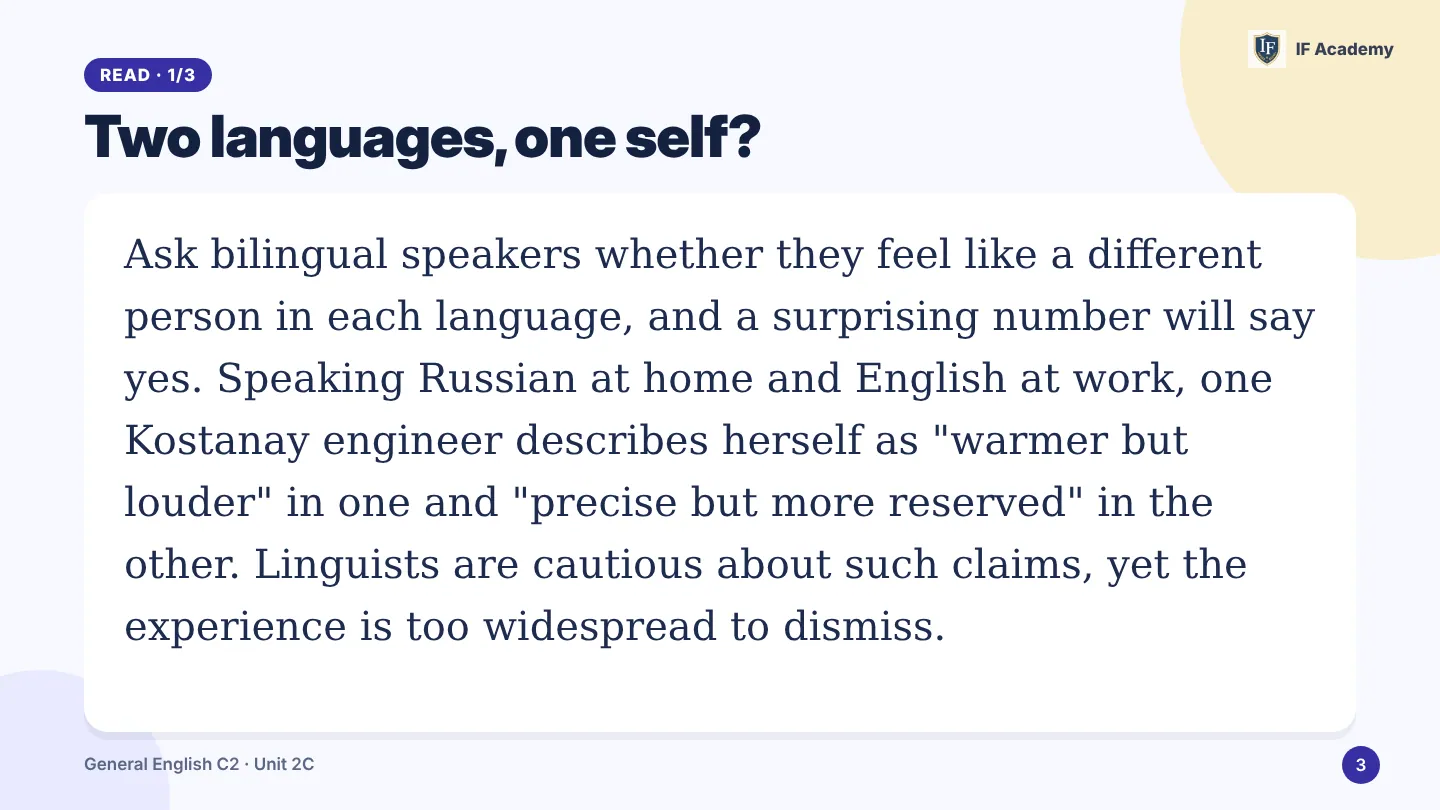 IF
IF Academy
READ · 1/3
Two languages, one self?
Ask bilingual speakers whether they feel like a different
person in each language, and a surprising number will say
yes. Speaking Russian at home and English at work, one
Kostanay engineer describes herself as "warmer but
louder" in one and "precise but more reserved" in the
other. Linguists are cautious about such claims, yet the
experience is too widespread to dismiss.
General English C2 · Unit 2C
3